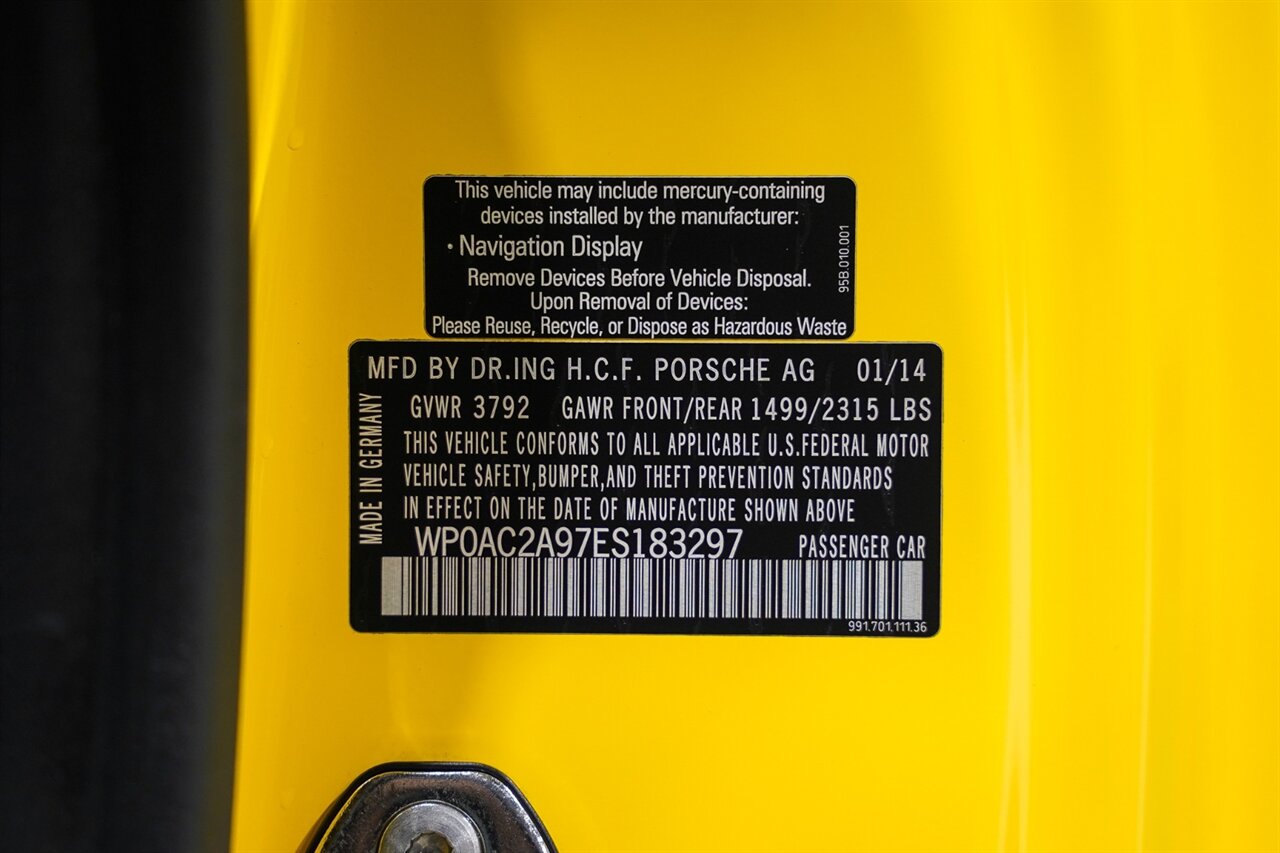 This vehicle may include mercury-containing
devices installed by the manufacturer:
• Navigation Display
Remove Devices Before Vehicle Disposal.
Upon Removal of Devices:
Please Reuse, Recycle, or Dispose as Hazardous Waste
95B.010.001
MFD BY DR.ING H.C.F. PORSCHE AG 01/14
GVWR 3792 GAWR FRONT/REAR 1499/2315 LBS
THIS VEHICLE CONFORMS TO ALL APPLICABLE U.S.FEDERAL MOTOR
VEHICLE SAFETY,BUMPER,AND THEFT PREVENTION STANDARDS
IN EFFECT ON THE DATE OF MANUFACTURE SHOWN ABOVE
WP0AC2A97ES183297 PASSENGER CAR
MADE IN GERMANY
991.701.111.36